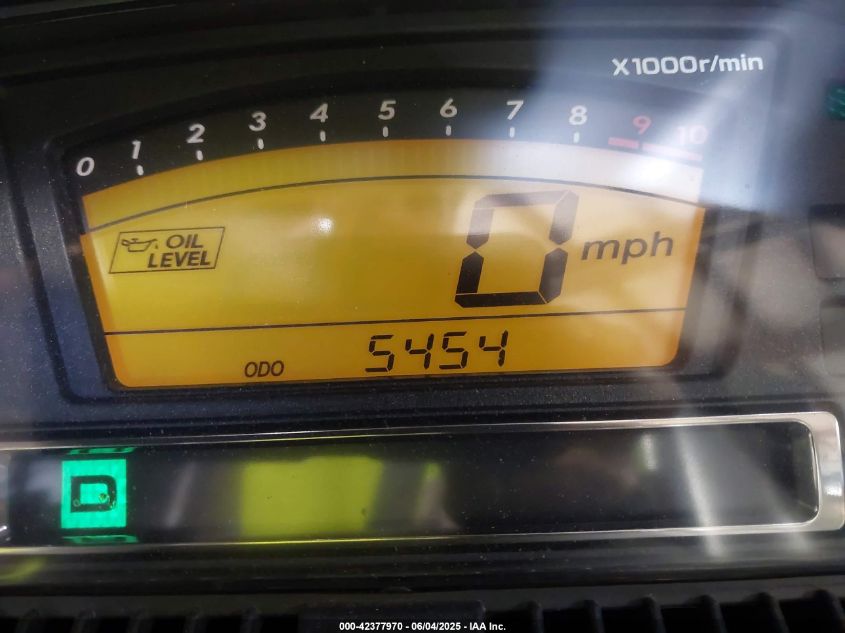 X1000r/min
0 1 2 3 4 5 6 7 8 9 10
OIL
LEVEL
0 mph
ODO 5454
D
000-42377970 - 06/04/2025 - IAA Inc.